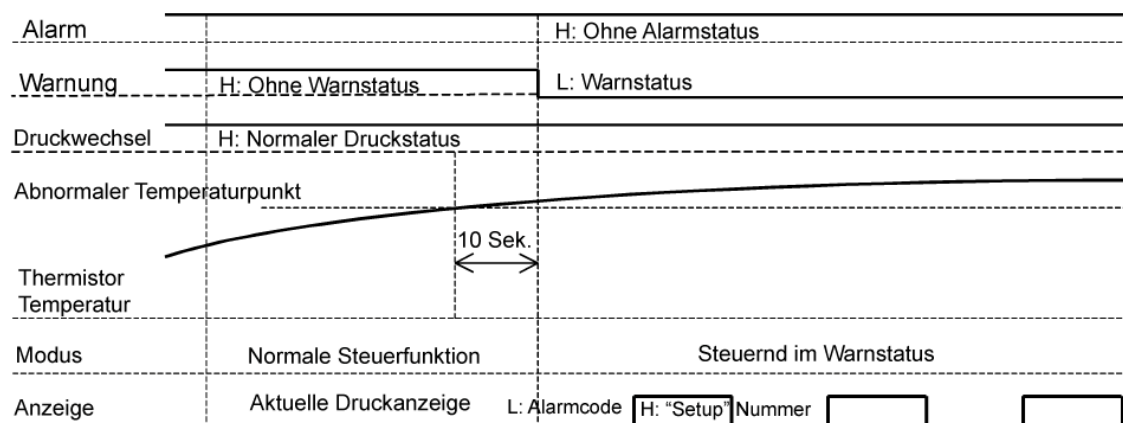 Alarm
H: Ohne Alarmstatus
Warnung
H: Ohne Warnstatus
L: Warnstatus
Druckwechsel
H: Normaler Druckstatus
Abnormaler Temperaturpunkt
10 Sek.
Thermistor
Temperatur
Modus
Normale Steuerfunktion
Steuernd im Warnstatus
Anzeige
Aktuelle Druckanzeige
L: Alarmcode
H: “Setup” Nummer